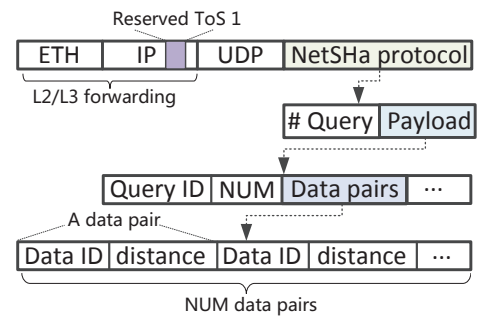 Reserved ToS 1
ETH IP UDP NetSHa protocol
L2/L3 forwarding
# Query Payload
Query ID NUM Data pairs ...
A data pair
Data ID distance Data ID distance ...
NUM data pairs